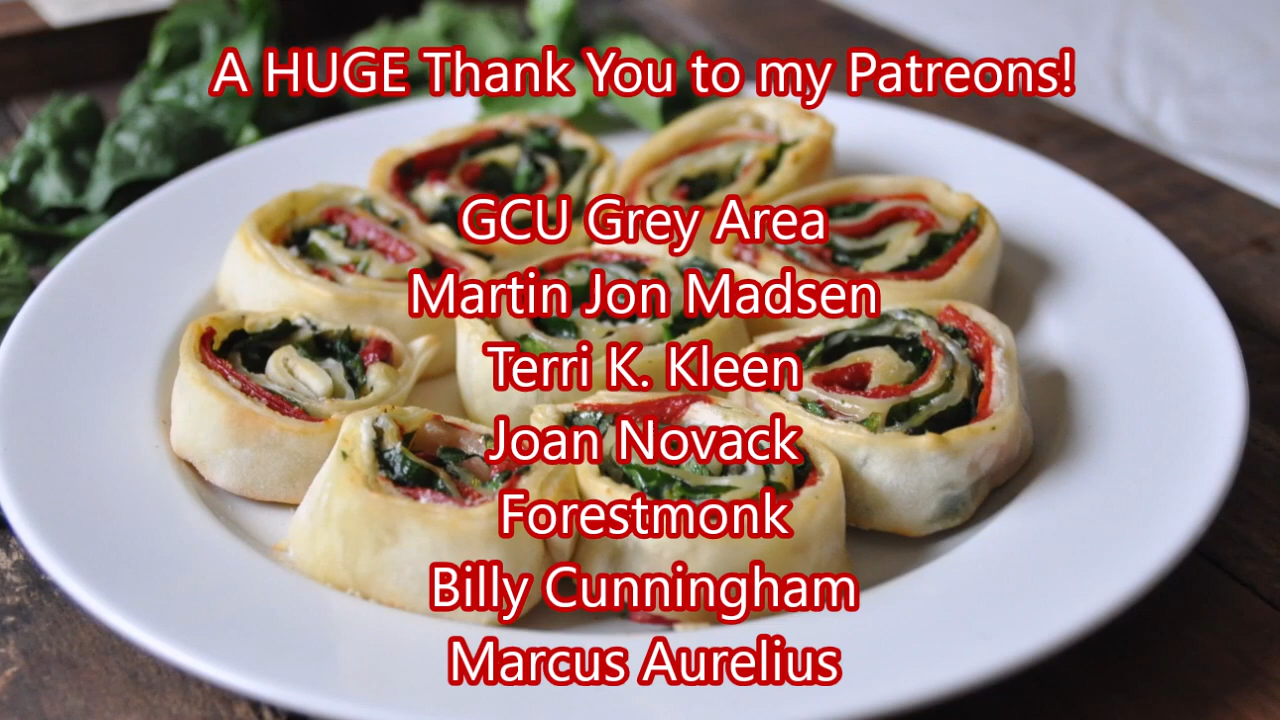 A HUGE Thank You to my Patreons!
GCU Grey Area
Martin Jon Madsen
Terri K. Kleen
Joan Novack
Forestmonk
Billy Cunningham
Marcus Aurelius